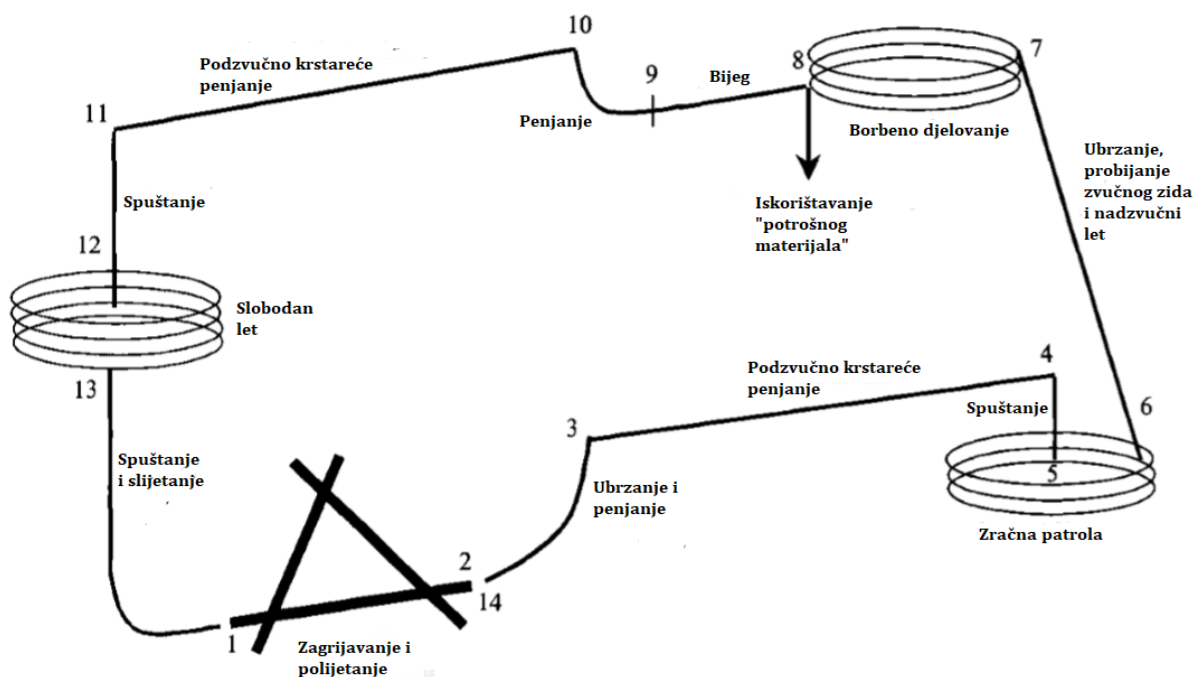 10
Podzvučno krstareće
penjanje
11
9
Penjanje
Bijeg
8
7
Borbeno djelovanje
Iskorištavanje
"potrošnog
materijala"
Ubrzanje,
probijanje
zvučnog zida
i nadzvučni
let
Spuštanje
12
Slobodan
let
13
Podzvučno krstareće
penjanje
4
Spuštanje
6
5
Zračna patrola
3
Ubrzanje i
penjanje
Spuštanje
i slijetanje
2
14
1
Zagrijavanje i
polijetanje